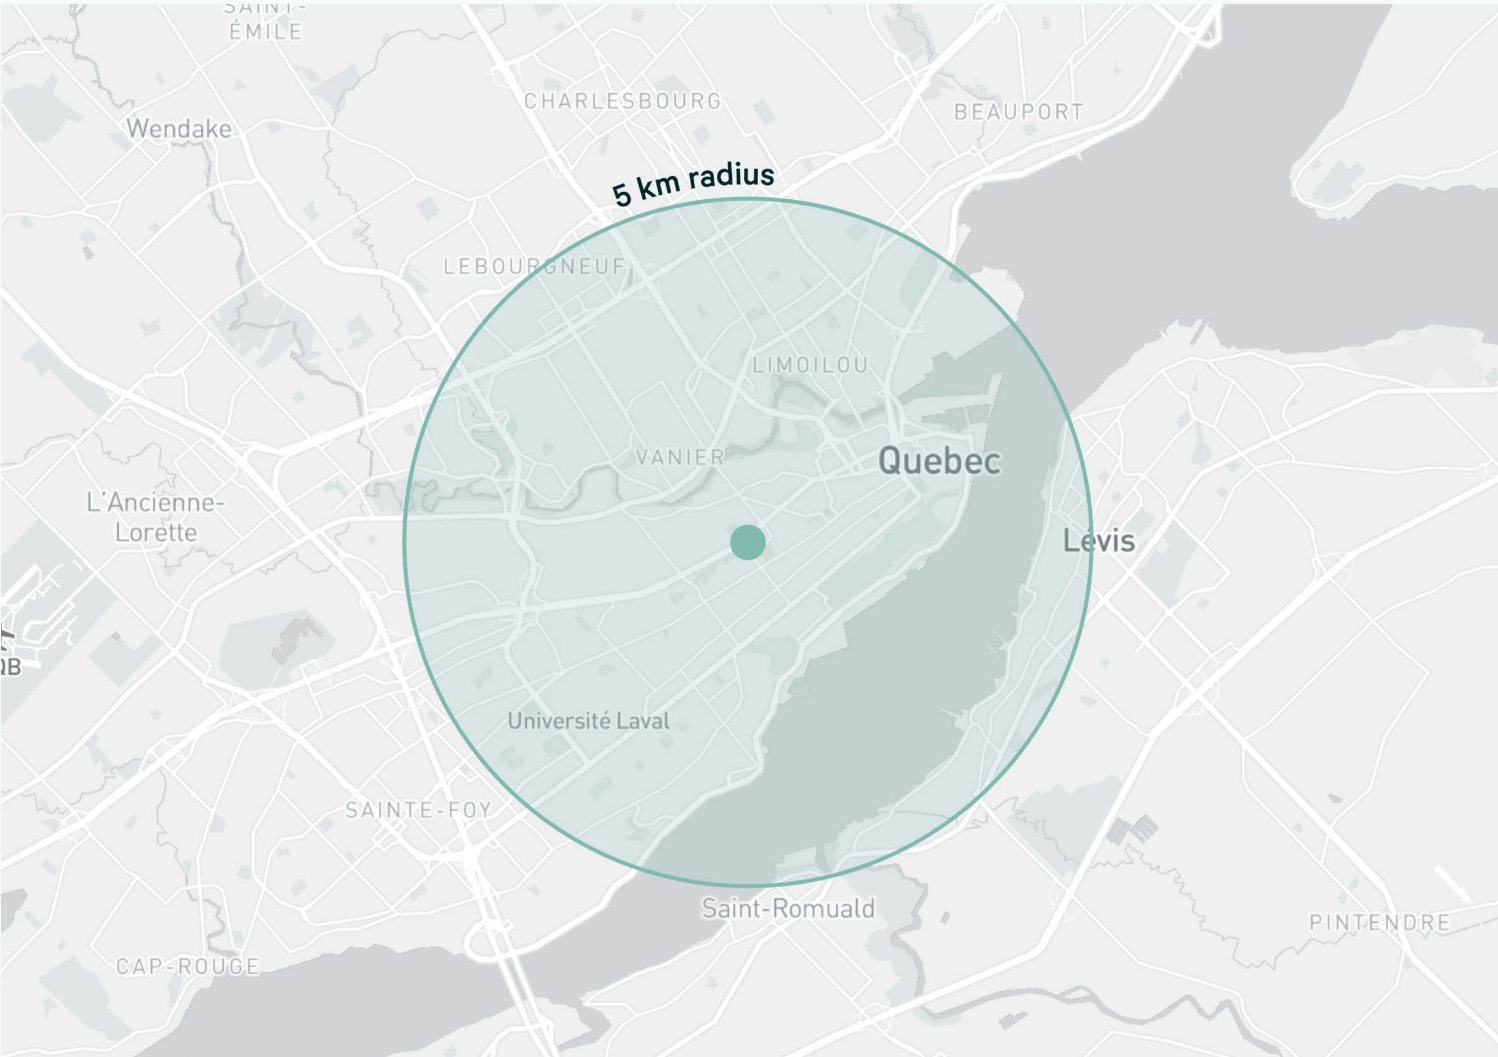 SAINT-
ÉMILE
CHARLESBOURG
BEAUPORT
Wendake
5 km radius
LEBOURGNEUF
LIMOILOU
VANIER
Quebec
L'Ancienne-
Lorette
Lévis
QB
Université Laval
SAINTE-FOY
Saint-Romuald
PINTENDRE
CAP-ROUGE